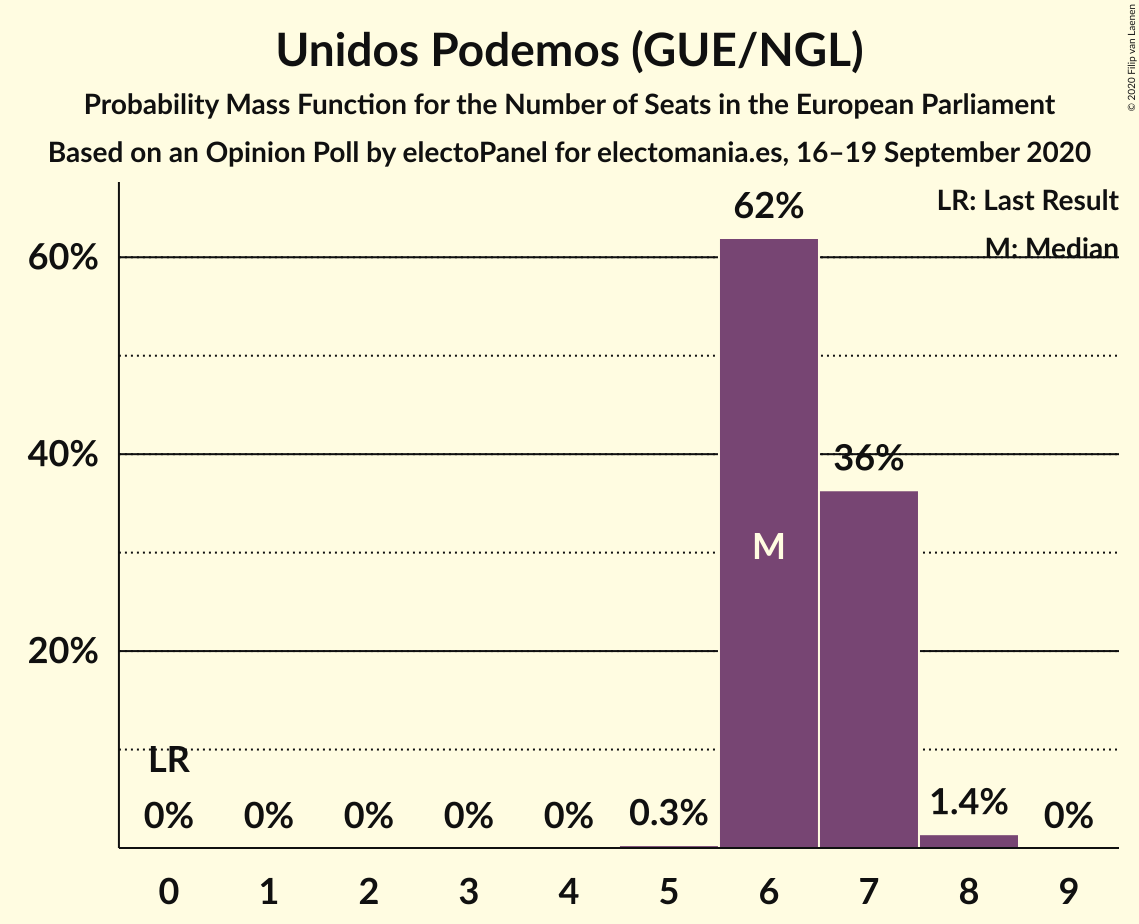 Unidos Podemos (GUE/NGL)
Probability Mass Function for the Number of Seats in the European Parliament
Based on an Opinion Poll by electoPanel for electomania.es, 16–19 September 2020
© 2020 Filip van Laenen
LR: Last Result
M: Median
60%
40%
20%
62%
36%
M
LR
0%
0%
0%
0%
0%
0.3%
1.4%
0%
0 1 2 3 4 5 6 7 8 9